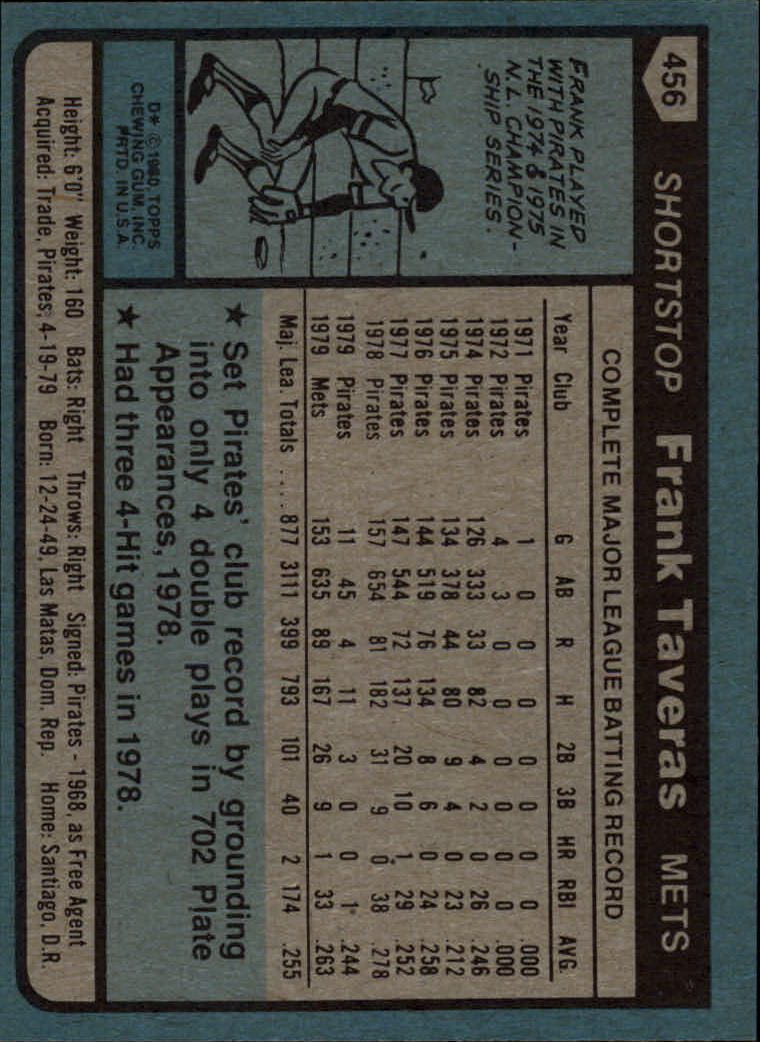 456 SHORTSTOP Frank Taveras METS
FRANK PLAYED
WITH PIRATES IN
THE 1974 & 1975
N.L. CHAMPION-
SHIP SERIES.
D* © 1980, TOPPS
CHEWING GUM, INC.
PRTD. IN U.S.A.
COMPLETE MAJOR LEAGUE BATTING RECORD
Year Club G AB R H 2B 3B HR RBI AVG.
1971 Pirates 1 0 0 0 0 0 0 0 .000
1972 Pirates 4 3 0 0 0 0 0 0 .000
1974 Pirates 126 333 33 82 4 2 0 26 .246
1975 Pirates 134 378 44 80 9 4 0 23 .212
1976 Pirates 144 519 76 134 8 6 0 24 .258
1977 Pirates 147 544 72 137 20 10 1 29 .252
1978 Pirates 157 654 81 182 31 9 0 38 .278
1979 Pirates 11 45 4 11 3 0 0 1 .244
1979 Mets 153 635 89 167 26 9 1 33 .263
Maj. Lea. Totals .... 877 3111 399 793 101 40 2 174 .255
★ Set Pirates' club record by grounding
into only 4 double plays in 702 Plate
Appearances, 1978.
★ Had three 4-Hit games in 1978.
Height: 6'0" Weight: 160 Bats: Right Throws: Right Signed: Pirates - 1968, as Free Agent
Acquired: Trade, Pirates, 4-19-79 Born: 12-24-49, Las Matas, Dom. Rep. Home: Santiago, D.R.